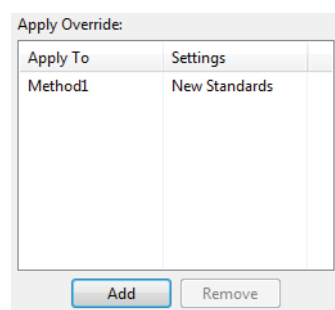 Apply Override:
Apply To Settings
Method1 New Standards
Add Remove